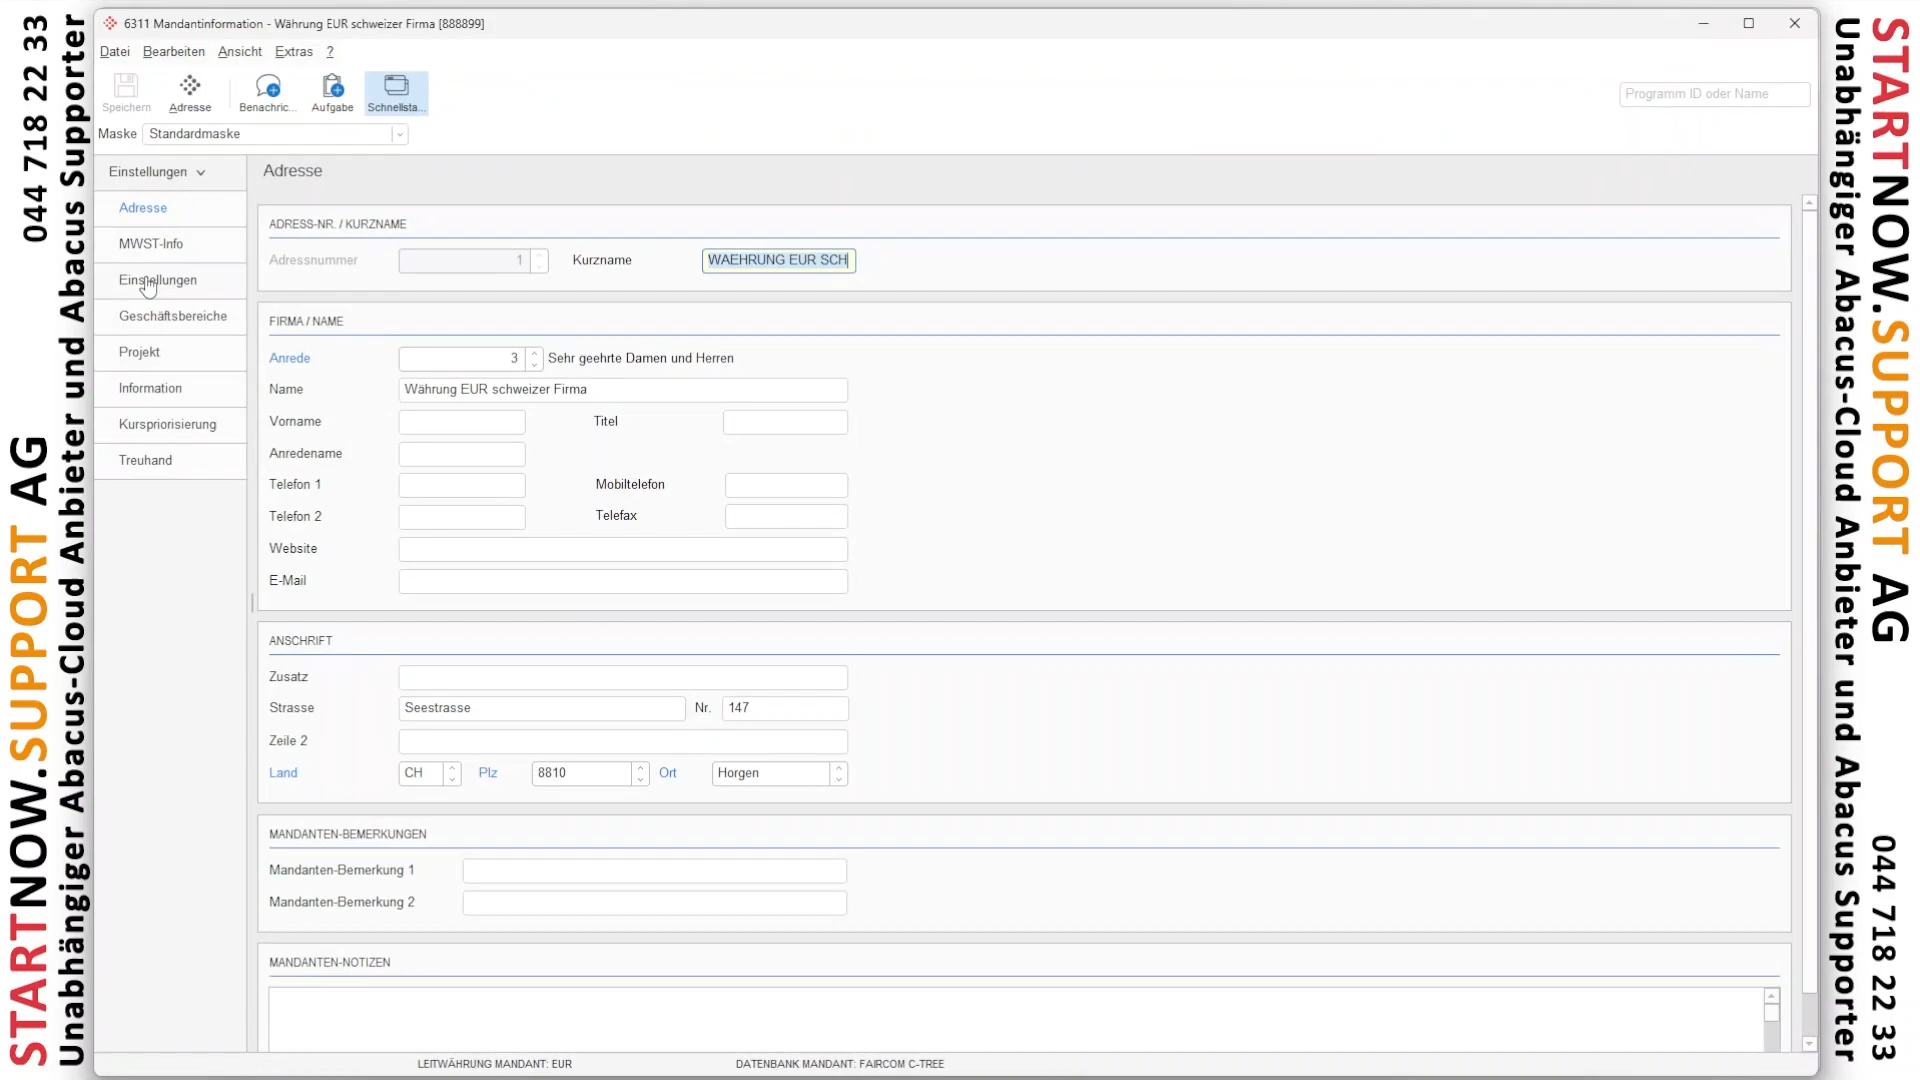 6311 Mandantinformation - Währung EUR schweizer Firma [888899]
Datei Bearbeiten Ansicht Extras ?
Speichern Adresse Benachric... Aufgabe Schnellsta...
Programm ID oder Name
Maske Standardmaske
Einstellungen
Adresse
MWST-Info
Einstellungen
Geschäftsbereiche
Projekt
Information
Kurspriorisierung
Treuhand
Adresse
ADRESS-NR. / KURZNAME
Adressnummer 1 Kurzname WAEHRUNG EUR SCH
FIRMA / NAME
Anrede 3 Sehr geehrte Damen und Herren
Name Währung EUR schweizer Firma
Vorname Titel
Anredename
Telefon 1 Mobiltelefon
Telefon 2 Telefax
Website
E-Mail
ANSCHRIFT
Zusatz
Strasse Seestrasse Nr. 147
Zeile 2
Land CH Plz 8810 Ort Horgen
MANDANTEN-BEMERKUNGEN
Mandanten-Bemerkung 1
Mandanten-Bemerkung 2
MANDANTEN-NOTIZEN
LEITWÄHRUNG MANDANT: EUR DATENBANK MANDANT: FAIRCOM C-TREE
STARTNOW.SUPPORT AG 044 718 22 33
Unabhängiger Abacus-Cloud Anbieter und Abacus Supporter
STARTNOW.SUPPORT AG 044 718 22 33
Unabhängiger Abacus-Cloud Anbieter und Abacus Supporter